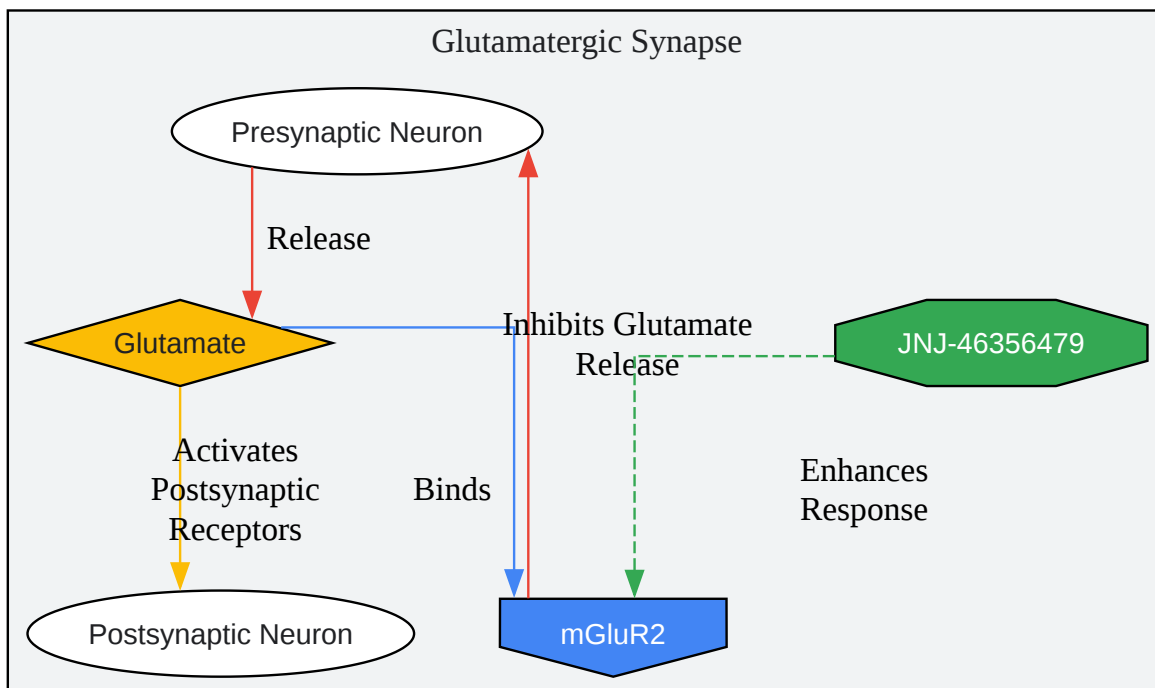 Glutamatergic Synapse
Presynaptic Neuron
Release
Glutamate
Inhibits Glutamate
Release
JNJ-46356479
Activates
Postsynaptic
Receptors
Binds
Enhances
Response
Postsynaptic Neuron
mGluR2